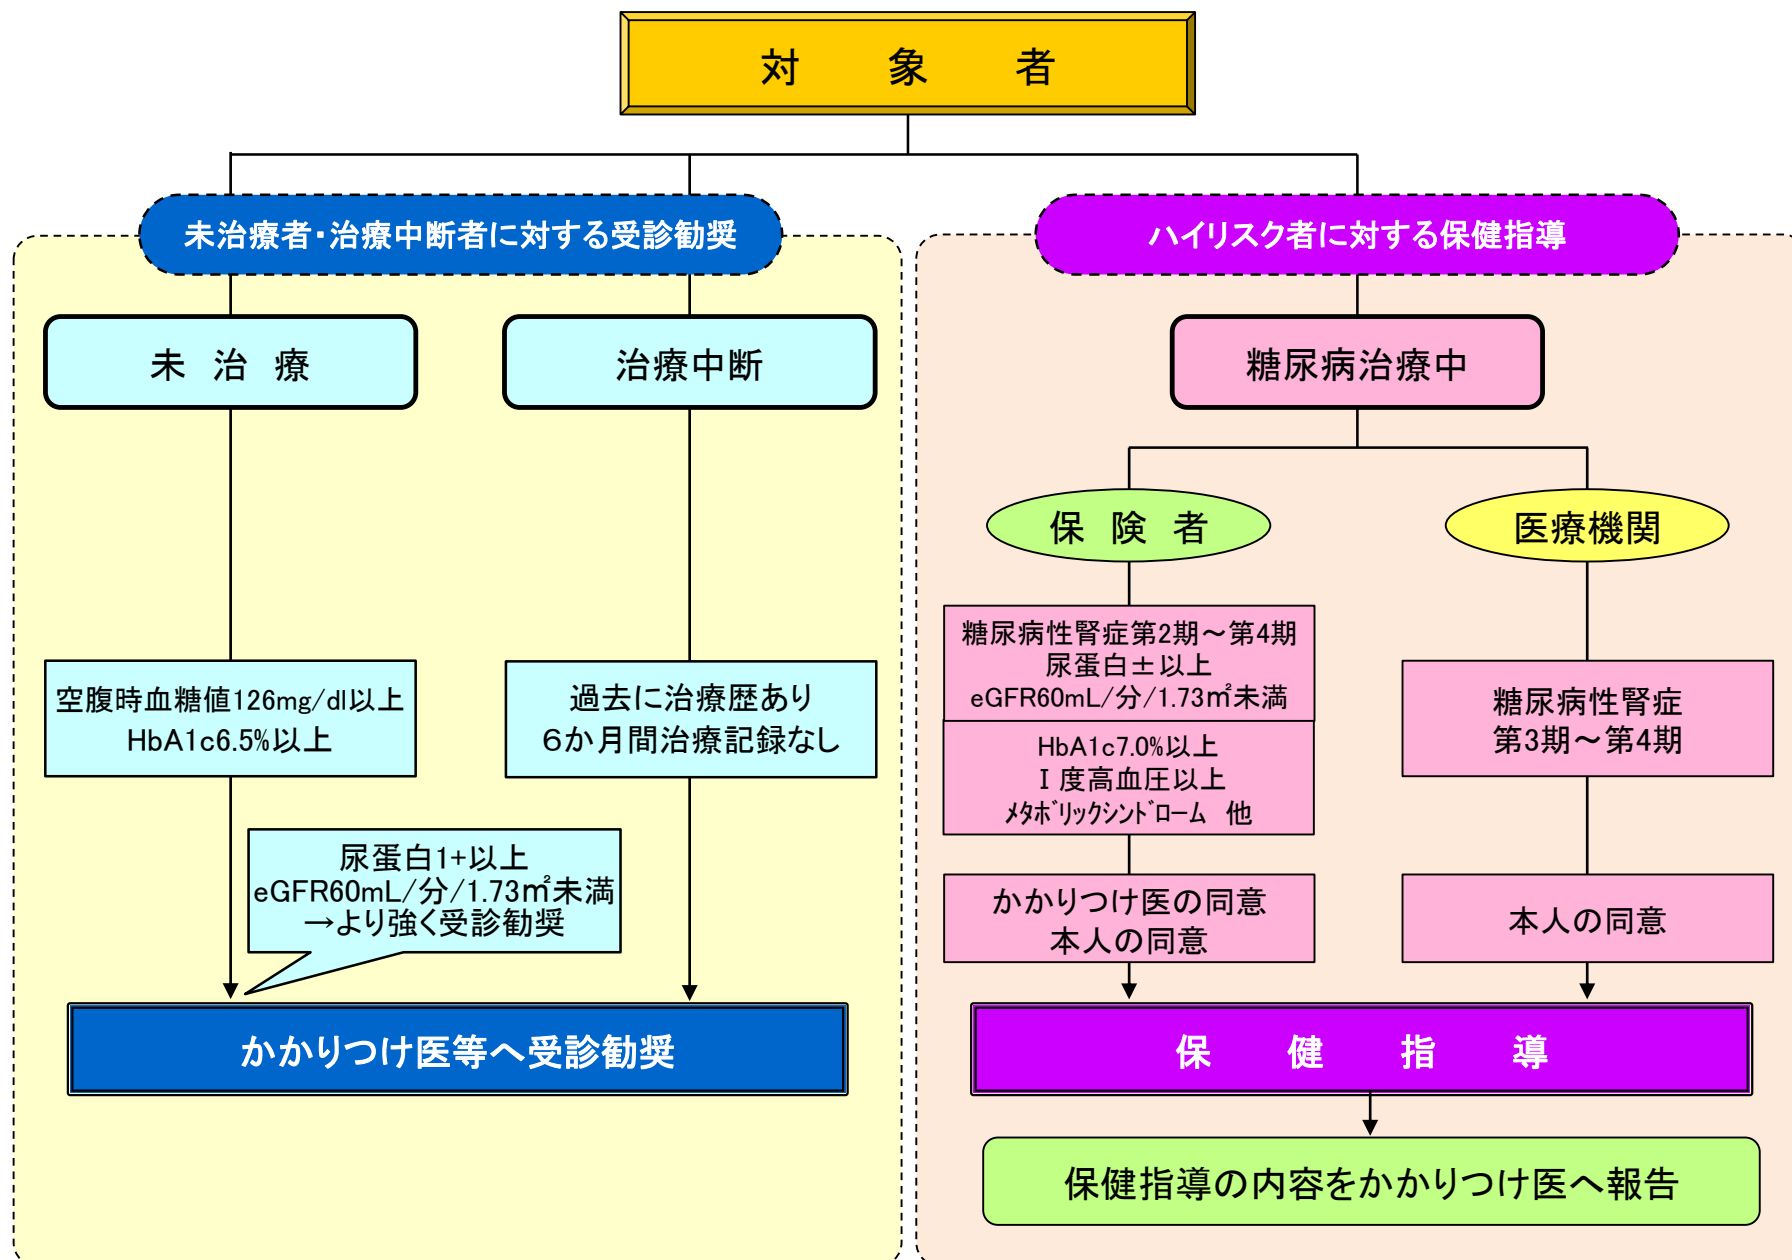 対　象　者
未治療者・治療中断者に対する受診勧奨
ハイリスク者に対する保健指導
未 治 療
治療中断
糖尿病治療中
保 険 者
医療機関
空腹時血糖値126mg/dl以上
HbA1c6.5%以上
過去に治療歴あり
６か月間治療記録なし
糖尿病性腎症第2期～第4期
尿蛋白±以上
eGFR60mL/分/1.73㎡未満
HbA1c7.0%以上
Ⅰ度高血圧以上
ﾒﾀﾎﾞﾘｯｸｼﾝﾄﾞﾛｰﾑ　他
糖尿病性腎症
第3期～第4期
尿蛋白1+以上
eGFR60mL/分/1.73㎡未満
→より強く受診勧奨
かかりつけ医の同意
本人の同意
本人の同意
かかりつけ医等へ受診勧奨
保　健　指　導
保健指導の内容をかかりつけ医へ報告